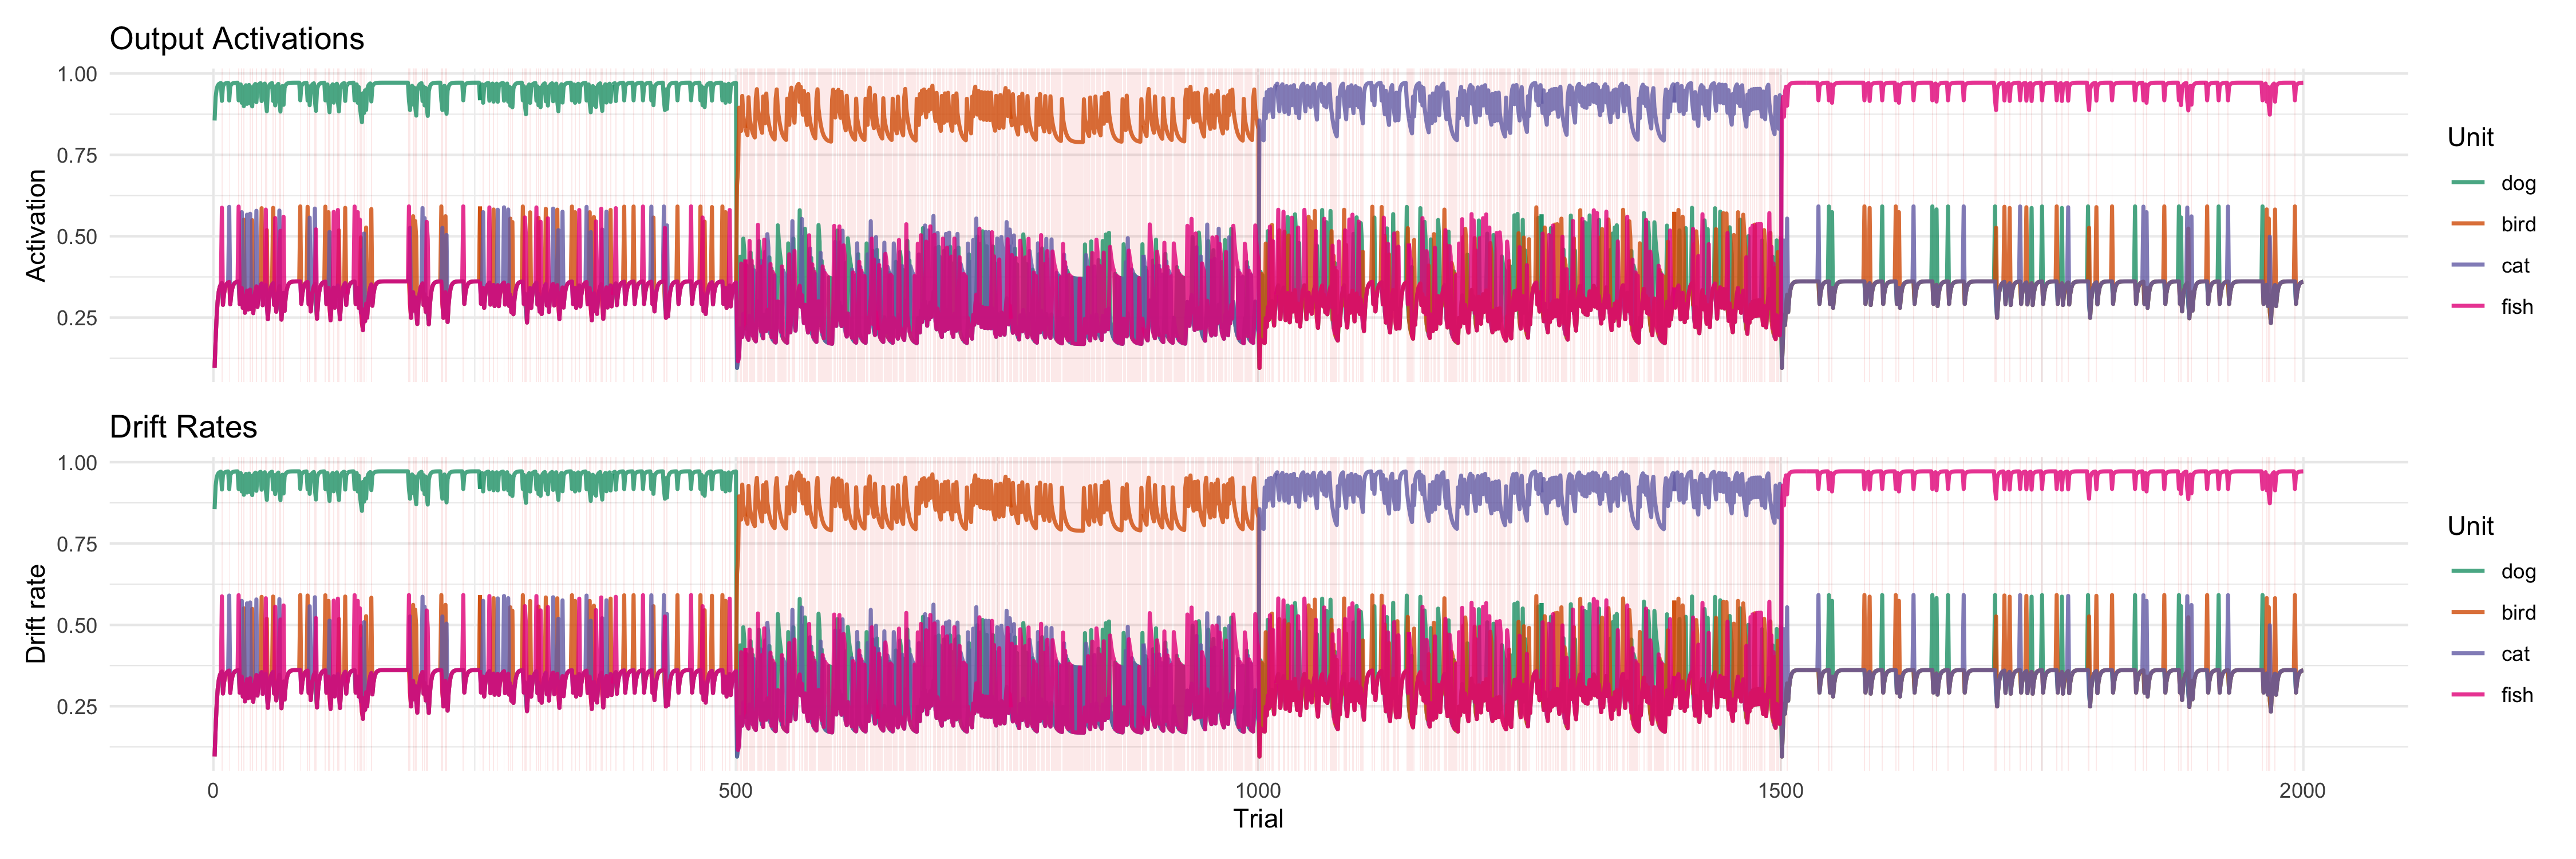 Output Activations
1.00
0.75
0.50
0.25
Activation
Unit
dog
bird
cat
fish
Drift Rates
1.00
0.75
0.50
0.25
Drift rate
Unit
dog
bird
cat
fish
0 500 1000 1500 2000
Trial